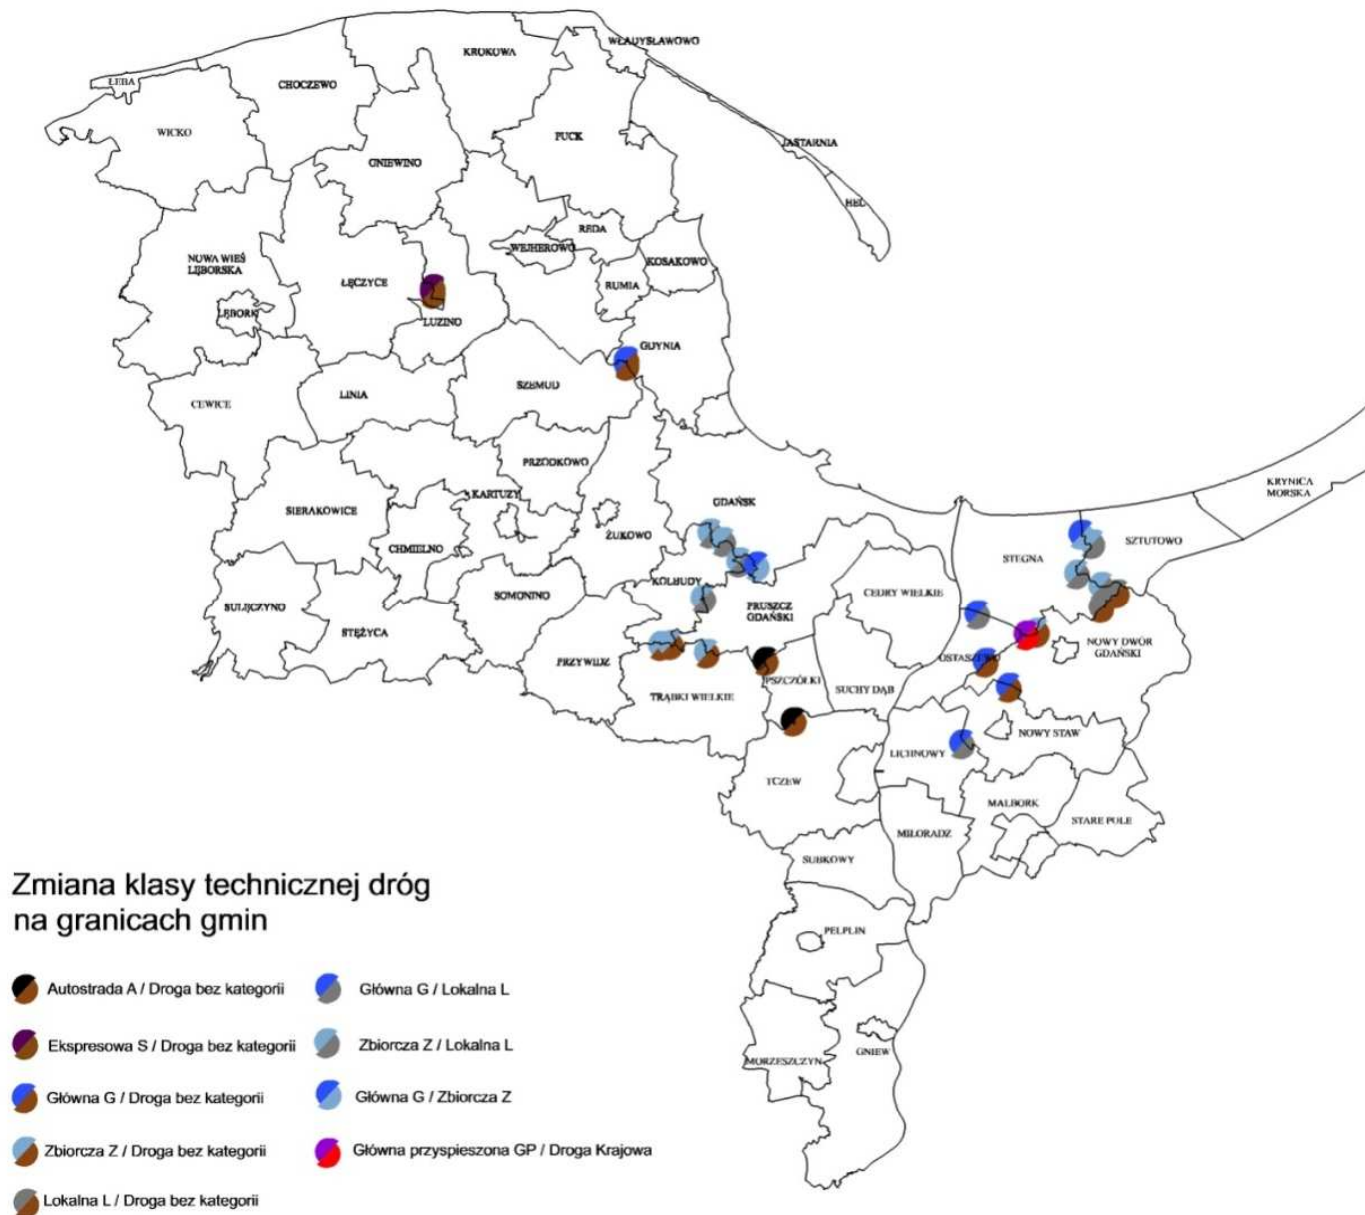 WŁADYSŁAWOWO
KROKOWA
ŁEBA
CHOCZEWO
WICKO
PUCK
JASTARNIA
GNIEWINO
HEL
REDA
WEJHEROWO
NOWA WIEŚ
LĘBORSKA
KOSAKOWO
ŁĘCZYCE
RUMIA
LĘBORK
LUZINO
GDYNIA
SZEMUD
LINIA
CEWICE
PRZODKOWO
KRYNICA
MORSKA
KARTUZY
GDAŃSK
SIERAKOWICE
ŻUKOWO
SZTUTOWO
CHMIELNO
STEGNA
KOLBUDY
CEDRY WIELKIE
SOMONINO
SULĘCZYNO
PRUSZCZ
GDAŃSKI
STĘŻYCA
NOWY DWÓR
GDAŃSKI
OSTASZEWO
PRZYWIDZ
PSZCZÓŁKI
SUCHY DĄB
TRĄBKI WIELKIE
NOWY STAW
LICHNOWY
TCZEW
MALBORK
STARE POLE
MIŁORADZ
SUBKOWY
PELPLIN
GNIEW
MORZESZCZYN
Zmiana klasy technicznej dróg
na granicach gmin
Autostrada A / Droga bez kategorii
Ekspresowa S / Droga bez kategorii
Główna G / Droga bez kategorii
Zbiorcza Z / Droga bez kategorii
Lokalna L / Droga bez kategorii
Główna G / Lokalna L
Zbiorcza Z / Lokalna L
Główna G / Zbiorcza Z
Główna przyspieszona GP / Droga Krajowa